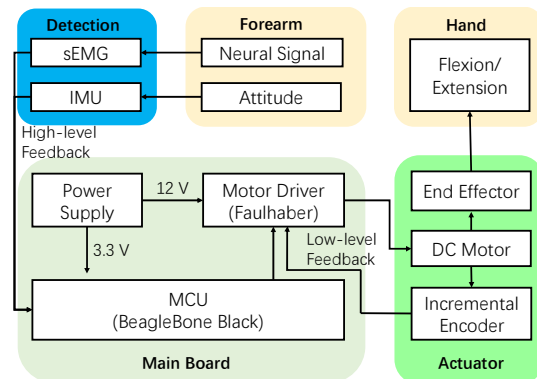 Detection
sEMG
IMU
Forearm
Neural Signal
Attitude
Hand
Flexion/
Extension
High-level
Feedback
Power
Supply
12 V
3.3 V
Motor Driver
(Faulhaber)
Low-level
Feedback
MCU
(BeagleBone Black)
Main Board
End Effector
DC Motor
Incremental
Encoder
Actuator